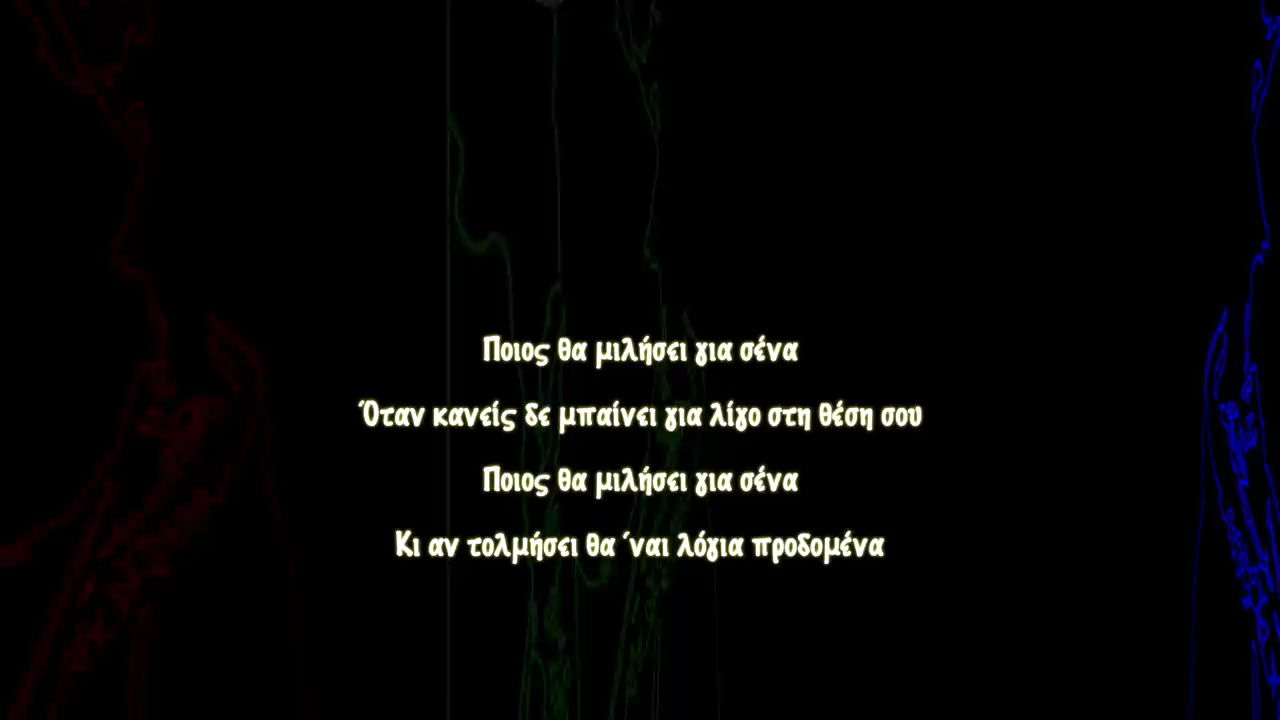 Ποιος θα μιλήσει για σένα
Όταν κανείς δε μπαίνει για λίγο στη θέση σου
Ποιος θα μιλήσει για σένα
Κι αν τολμήσει θα ΄ναι λόγια προδομένα